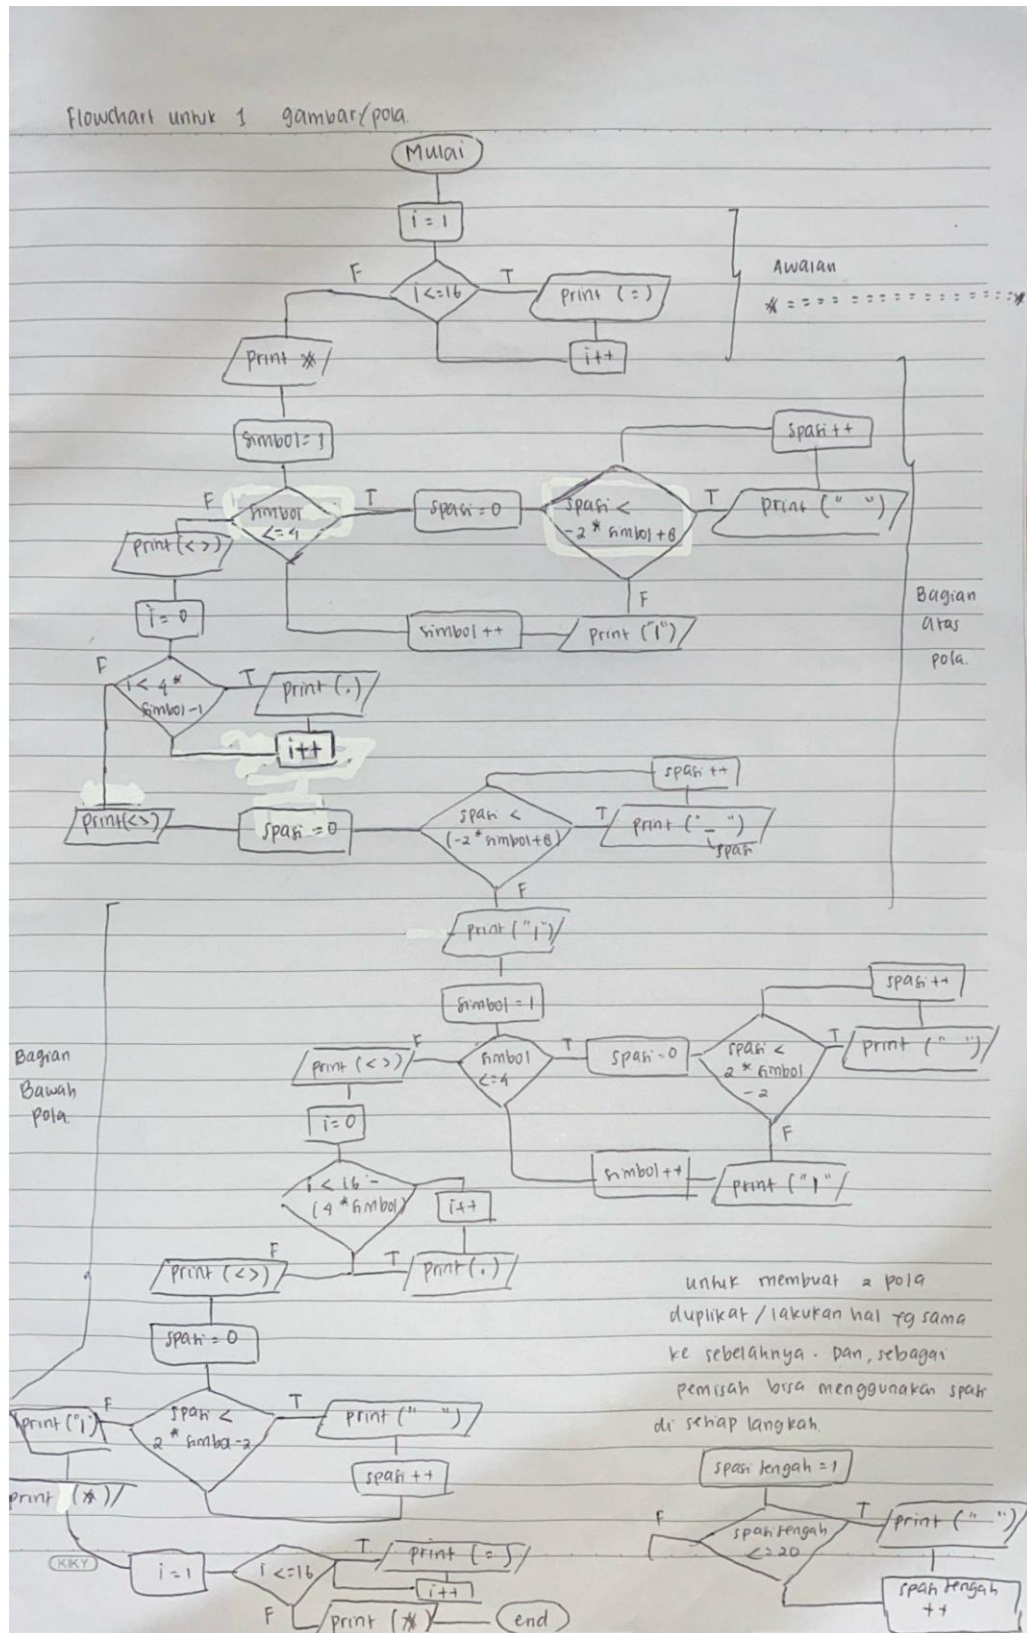 Flowchart untuk 1 gambar/pola.
Mulai
i = 1
F
i <= 16
T
print (=)
i++
Awalan
* = = = = = = = = = = = = = = = = *
print *
simbol = 1
F
simbol
<= 4
T
spasi = 0
spasi <
-2 * simbol + 8
T
print ("   ")
spasi ++
F
print ("|")
simbol ++
Bagian
atas
pola.
print (< >)
i = 0
F
i < 4 *
simbol - 1
T
print (.)
i++
print (<>)
spasi = 0
spasi <
(-2 * simbol + 8)
T
print ("_")
spasi
spasi ++
F
print ("|")
simbol = 1
F
simbol
<= 4
T
spasi = 0
spasi <
2 * simbol
- 2
T
print ("   ")
spasi ++
F
print ("|"
simbol ++
Bagian
Bawah
pola
print (< >)
i = 0
i < 16 -
(4 * simbol)
i++
T
print (.)
F
print (< >)
spasi = 0
F
spasi <
2 * simbol - 2
T
print ("   ")
spasi ++
print ("|")
print (*)
i = 1
i <= 16
T
print (=)
i++
F
print (*)
end
untuk membuat 2 pola
duplikat / lakukan hal yg sama
ke sebelahnya. Dan, sebagai
pemisah bisa menggunakan spasi
di setiap langkah.
spasi tengah = 1
F
spasi tengah
<= 20
T
print ("   ")
spasi tengah
++
KIKY